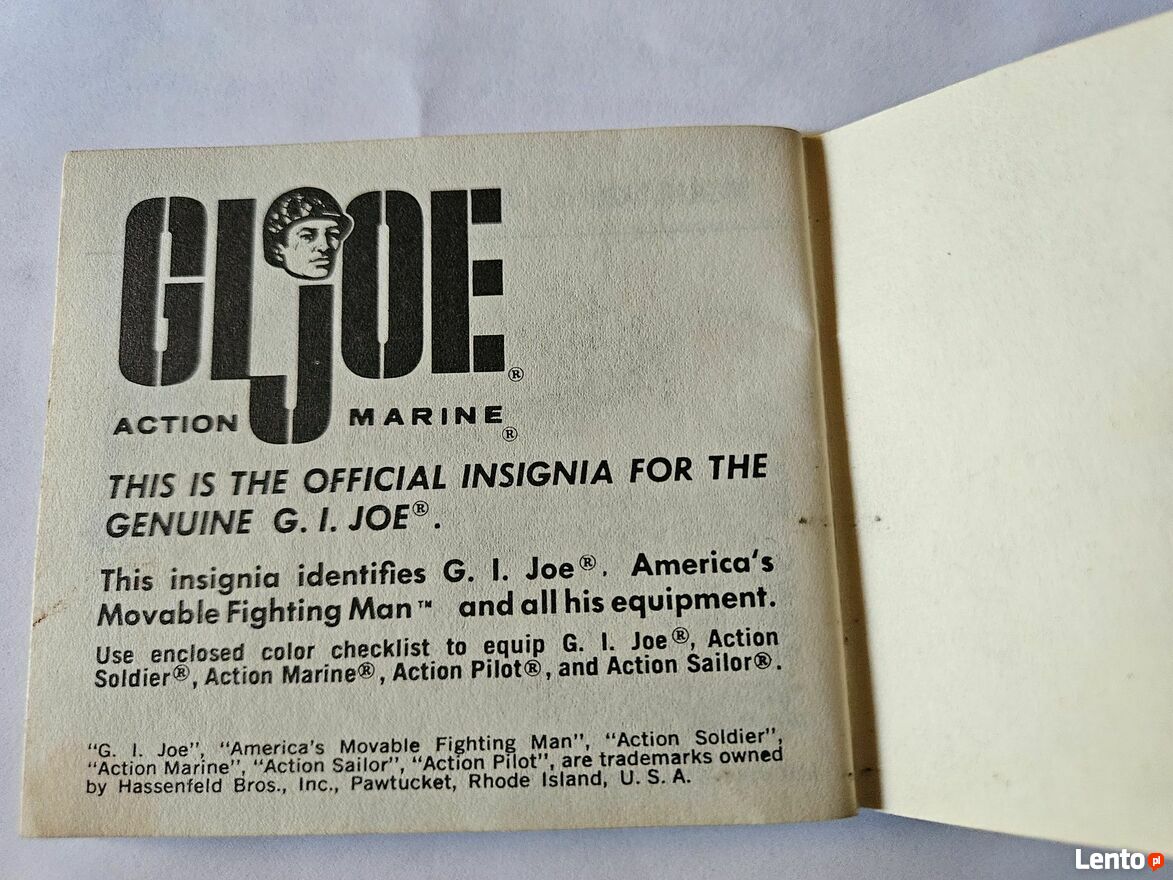 GIJOE®
ACTION MARINE®
THIS IS THE OFFICIAL INSIGNIA FOR THE
GENUINE G. I. JOE®.
This insignia identifies G. I. Joe®. America's
Movable Fighting Man™ and all his equipment.
Use enclosed color checklist to equip G. I. Joe®, Action
Soldier®, Action Marine®, Action Pilot®, and Action Sailor®.
"G. I. Joe", "America's Movable Fighting Man", "Action Soldier",
"Action Marine", "Action Sailor", "Action Pilot", are trademarks owned
by Hassenfeld Bros., Inc., Pawtucket, Rhode Island, U. S. A.
Lento pl